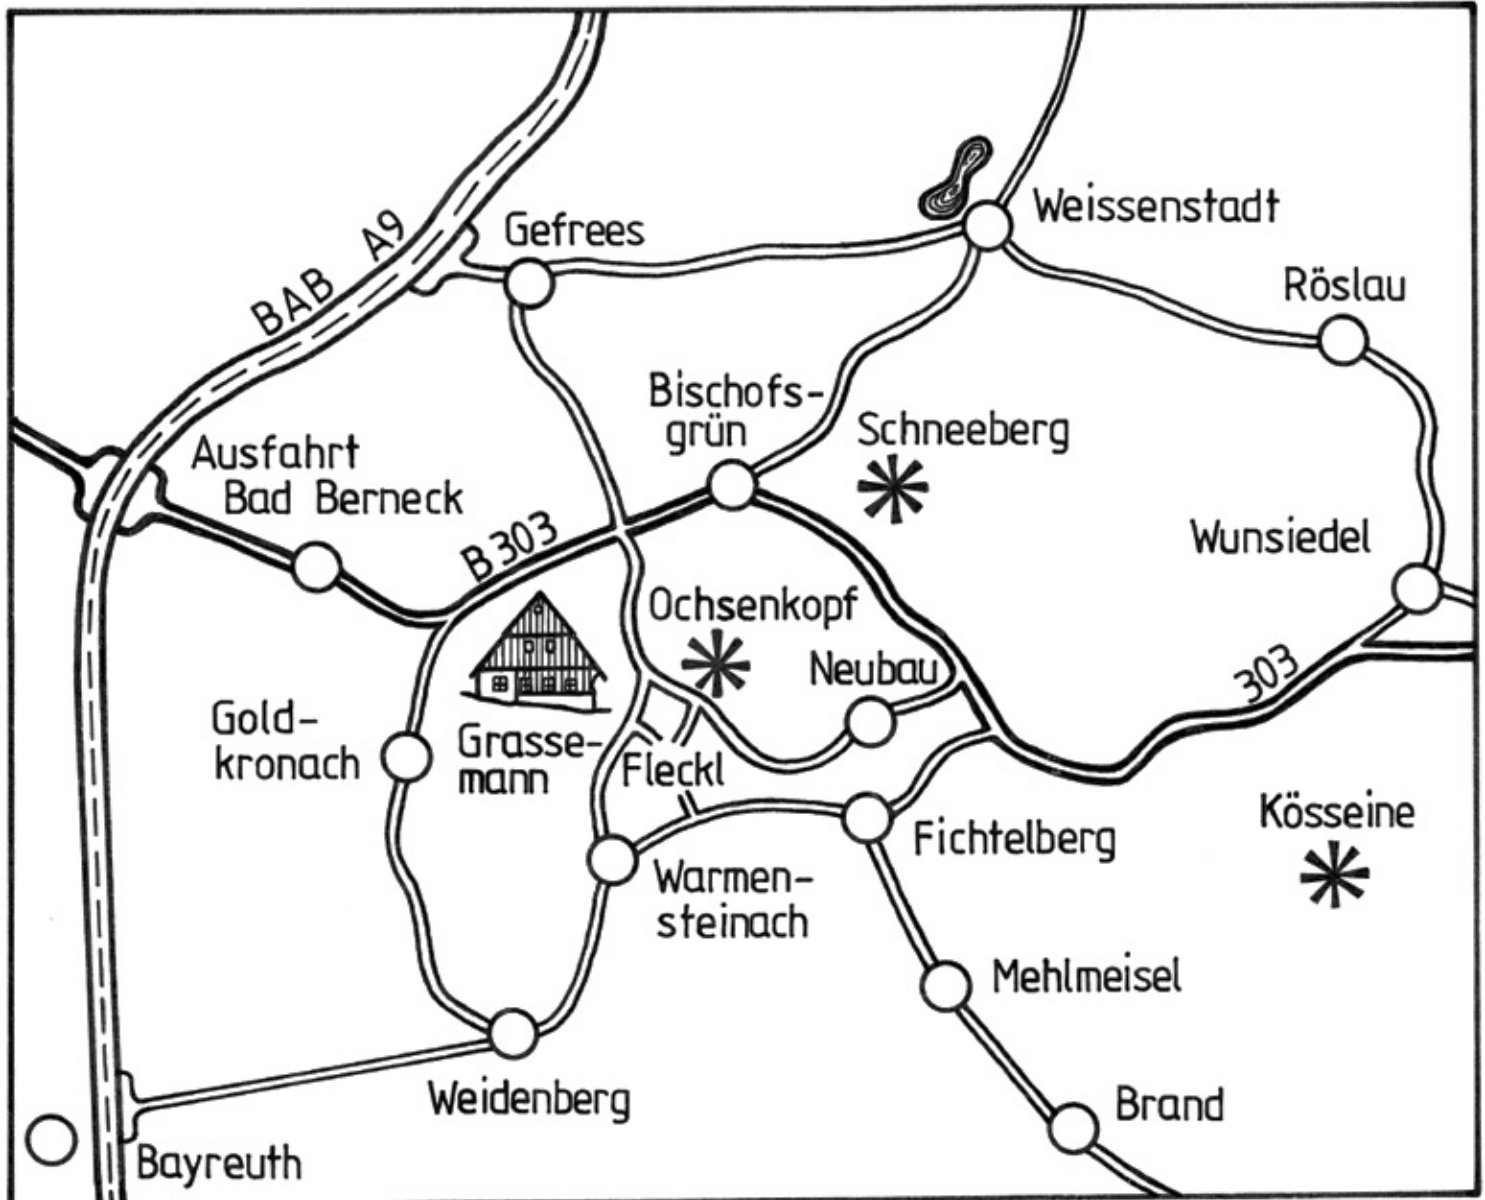 Weissenstadt
BAB A9
Gefrees
Röslau
Bischofs-
grün
Schneeberg
Ausfahrt
Bad Berneck
B 303
Wunsiedel
Ochsenkopf
Neubau
303
Gold-
kronach
Grasse-
mann
Fleckl
Kösseine
Fichtelberg
Warmen-
steinach
Mehlmeisel
Weidenberg
Brand
Bayreuth